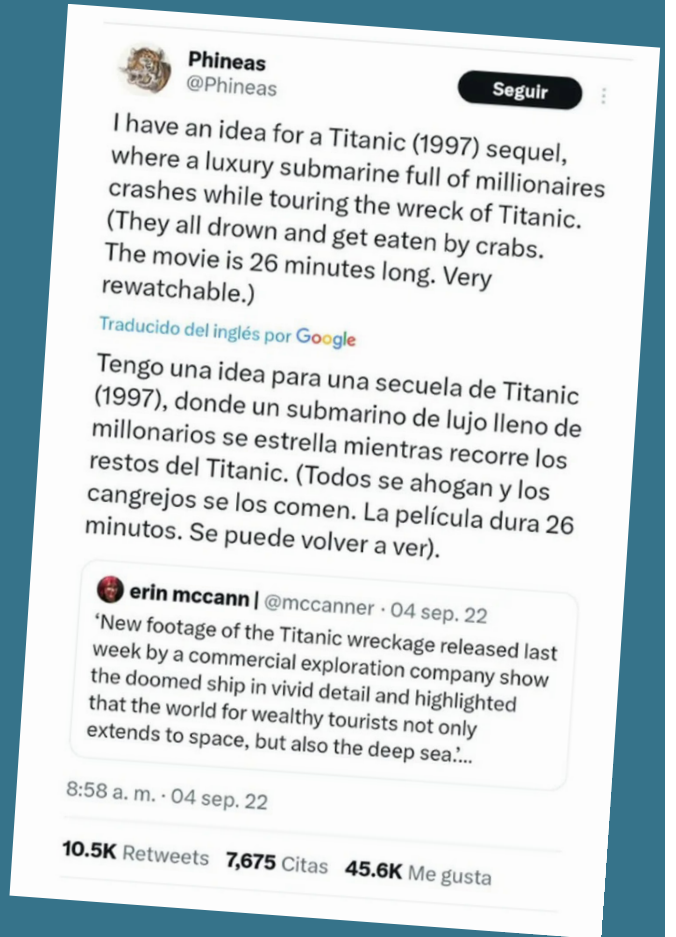 Phineas
@Phineas
Seguir
I have an idea for a Titanic (1997) sequel,
where a luxury submarine full of millionaires
crashes while touring the wreck of Titanic.
(They all drown and get eaten by crabs.
The movie is 26 minutes long. Very
rewatchable.)
Traducido del inglés por Google
Tengo una idea para una secuela de Titanic
(1997), donde un submarino de lujo lleno de
millonarios se estrella mientras recorre los
restos del Titanic. (Todos se ahogan y los
cangrejos se los comen. La película dura 26
minutos. Se puede volver a ver).
erin mccann | @mccanner · 04 sep. 22
‘New footage of the Titanic wreckage released last
week by a commercial exploration company show
the doomed ship in vivid detail and highlighted
that the world for wealthy tourists not only
extends to space, but also the deep sea.’...
8:58 a. m. · 04 sep. 22
10.5K Retweets 7,675 Citas 45.6K Me gusta